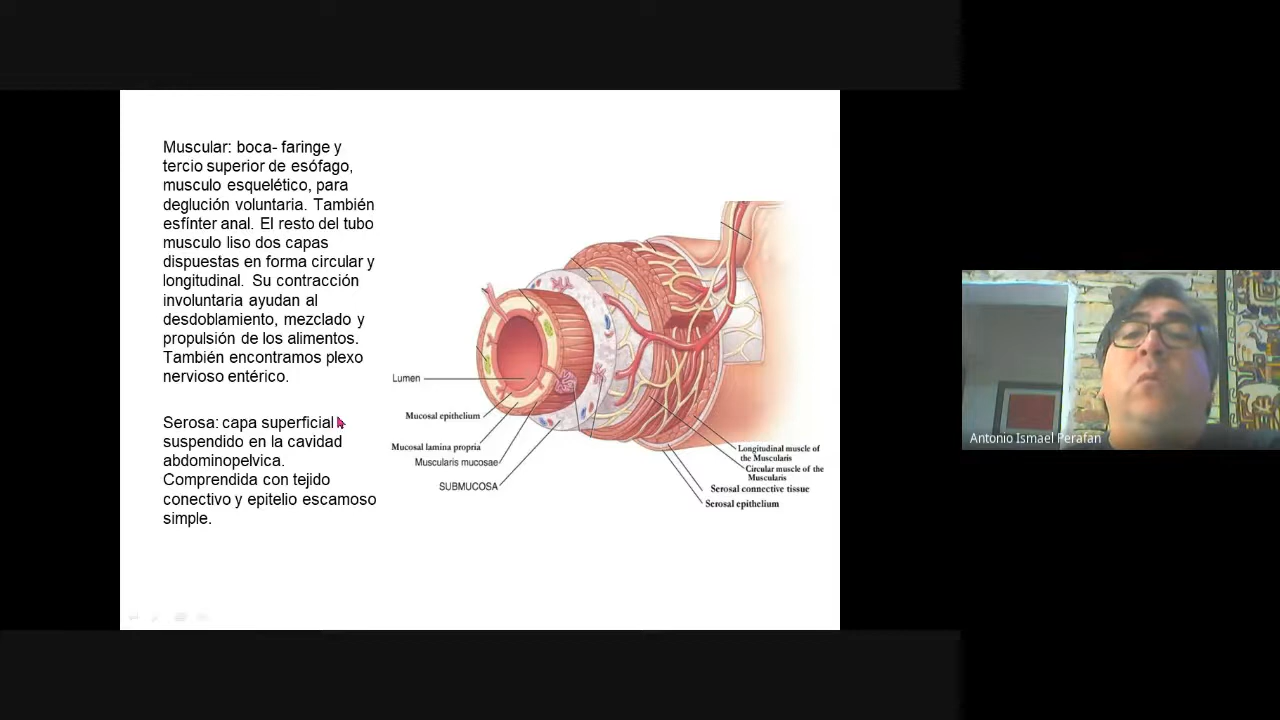 Muscular: boca- faringe y
tercio superior de esófago,
musculo esquelético, para
deglución voluntaria. También
esfínter anal. El resto del tubo
musculo liso dos capas
dispuestas en forma circular y
longitudinal. Su contracción
involuntaria ayudan al
desdoblamiento, mezclado y
propulsión de los alimentos.
También encontramos plexo
nervioso entérico.
Serosa: capa superficial
suspendido en la cavidad
abdominopelvica.
Comprendida con tejido
conectivo y epitelio escamoso
simple.
Lumen
Mucosal epithelium
Mucosal lamina propria
Muscularis mucosae
SUBMUCOSA
Longitudinal muscle of
the Muscularis
Circular muscle of the
Muscularis
Serosal connective tissue
Serosal epithelium
Antonio Ismael Perafan